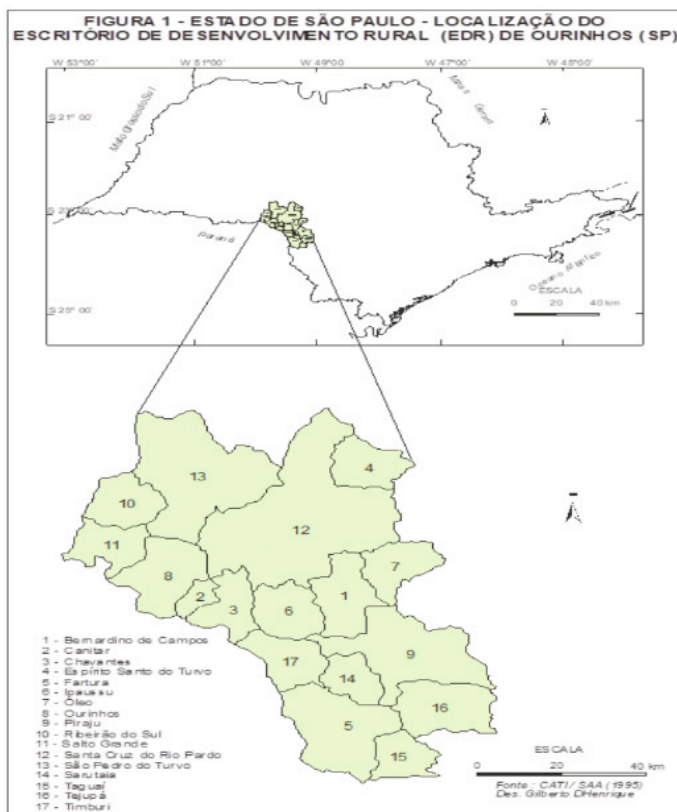 FIGURA 1 - ESTADO DE SÃO PAULO - LOCALIZAÇÃO DO
ESCRITÓRIO DE DESENVOLVIMENTO RURAL (EDR) DE OURINHOS (SP)
W 53°00' W 51°00' W 49°00' W 47°00' W 45°00'
S 21° 00'
Mato Grosso do Sul
Minas Gerais
Paraná
Oceano Atlântico
S 25° 00'
ESCALA
0 20 40 km
4
13
10
12
11
7
8
2
1
3
6
9
17
14
16
5
15
1 - Bernardino de Campos
2 - Canitar
3 - Chavantes
4 - Espírito Santo do Turvo
5 - Fartura
6 - Ipaussu
7 - Óleo
8 - Ourinhos
9 - Piraju
10 - Ribeirão do Sul
11 - Salto Grande
12 - Santa Cruz do Rio Pardo
13 - São Pedro do Turvo
14 - Sarutaia
15 - Taguaí
16 - Tejupá
17 - Timburi
ESCALA
0 20 40 km
Fonte : CATI / SAA (1995)
Des. Gilberto DHenrique